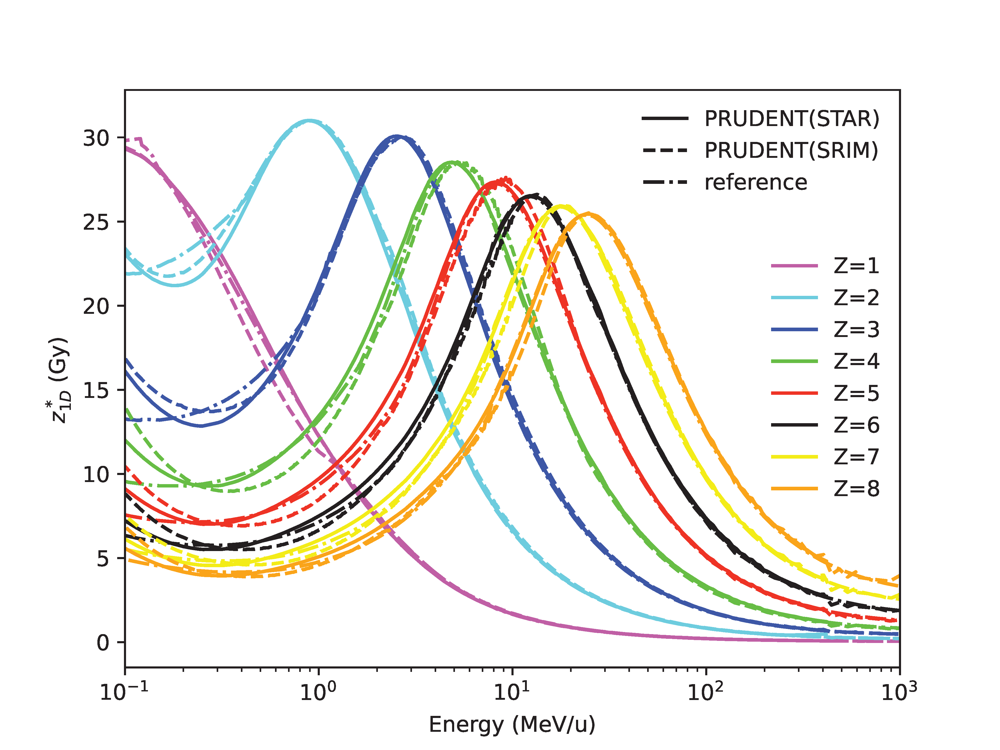 PRUDENT(STAR)
PRUDENT(SRIM)
reference
Z=1
Z=2
Z=3
Z=4
Z=5
Z=6
Z=7
Z=8
30
25
20
15
10
5
0
z*1D (Gy)
10−1 100 101 102 103
Energy (MeV/u)